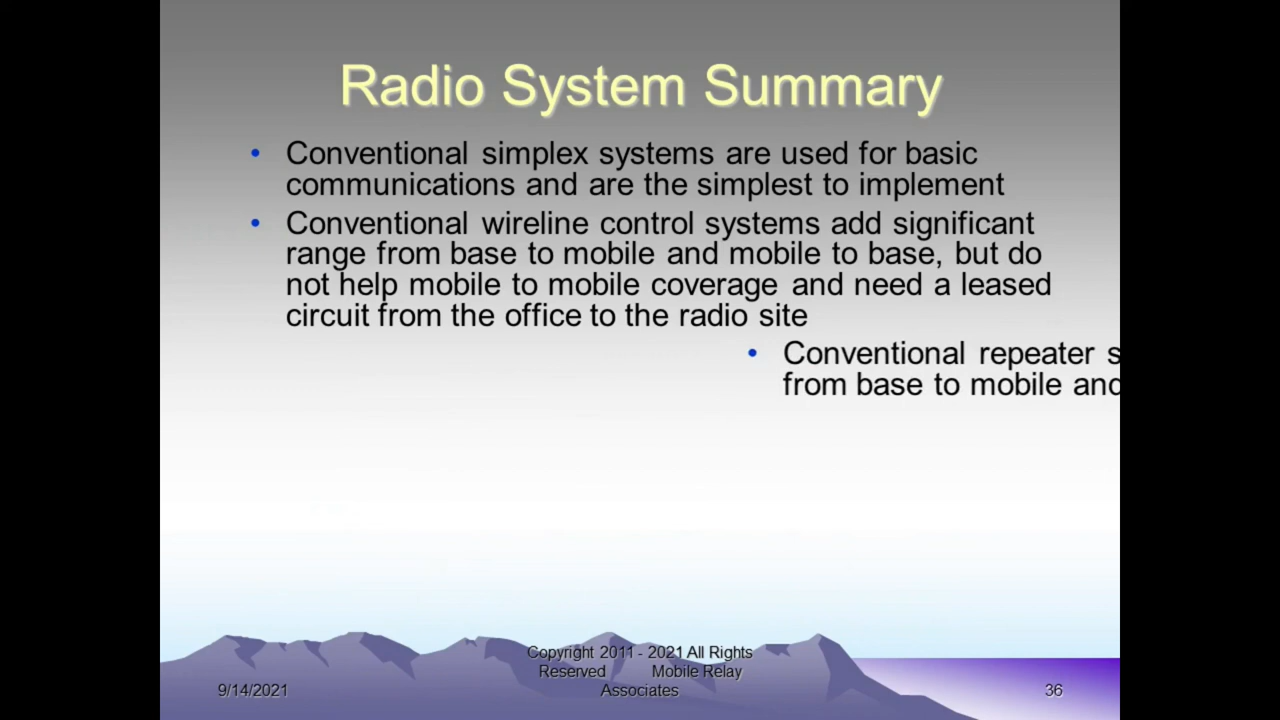 Radio System Summary
• Conventional simplex systems are used for basic
communications and are the simplest to implement
• Conventional wireline control systems add significant
range from base to mobile and mobile to base, but do
not help mobile to mobile coverage and need a leased
circuit from the office to the radio site
• Conventional repeater s
from base to mobile and
Copyright 2011 - 2021 All Rights
Reserved Mobile Relay
9/14/2021 Associates 36